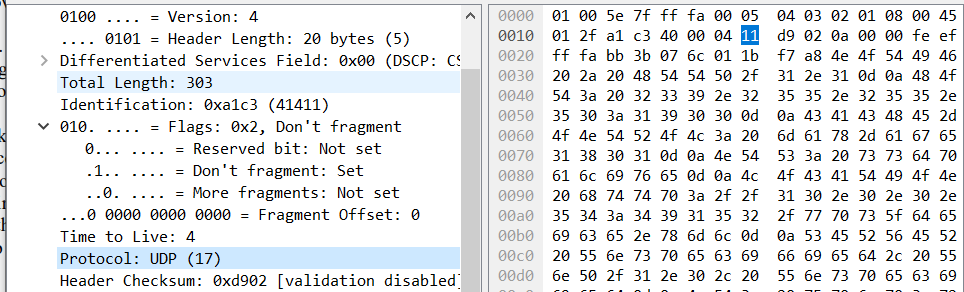 0100 .... = Version: 4
.... 0101 = Header Length: 20 bytes (5)
Differentiated Services Field: 0x00 (DSCP: CS
Total Length: 303
Identification: 0xa1c3 (41411)
010. .... = Flags: 0x2, Don't fragment
0... .... = Reserved bit: Not set
.1.. .... = Don't fragment: Set
..0. .... = More fragments: Not set
...0 0000 0000 0000 = Fragment Offset: 0
Time to Live: 4
Protocol: UDP (17)
Header Checksum: 0xd902 [validation disabled]
0000 01 00 5e 7f ff fa 00 05 04 03 02 01 08 00 45
0010 01 2f a1 c3 40 00 04 11 d9 02 0a 00 00 fe ef
0020 ff fa bb 3b 07 6c 01 1b f7 a8 4e 4f 54 49 46
0030 20 2a 20 48 54 54 50 2f 31 2e 31 0d 0a 48 4f
0040 54 3a 20 32 33 39 2e 32 35 35 2e 32 35 35 2e
0050 35 30 3a 31 39 30 30 0d 0a 43 41 43 48 45 2d
0060 4f 4e 54 52 4f 4c 3a 20 6d 61 78 2d 61 67 65
0070 31 38 30 31 0d 0a 4e 54 53 3a 20 73 73 64 70
0080 61 6c 69 76 65 0d 0a 4c 4f 43 41 54 49 4f 4e
0090 20 68 74 74 70 3a 2f 2f 31 30 2e 30 2e 30 2e
00a0 35 34 3a 34 39 31 35 32 2f 77 70 73 5f 64 65
00b0 69 63 65 2e 78 6d 6c 0d 0a 53 45 52 56 45 52
00c0 20 55 6e 73 70 65 63 69 66 69 65 64 2c 20 55
00d0 6e 50 2f 31 2e 30 2c 20 55 6e 73 70 65 63 69